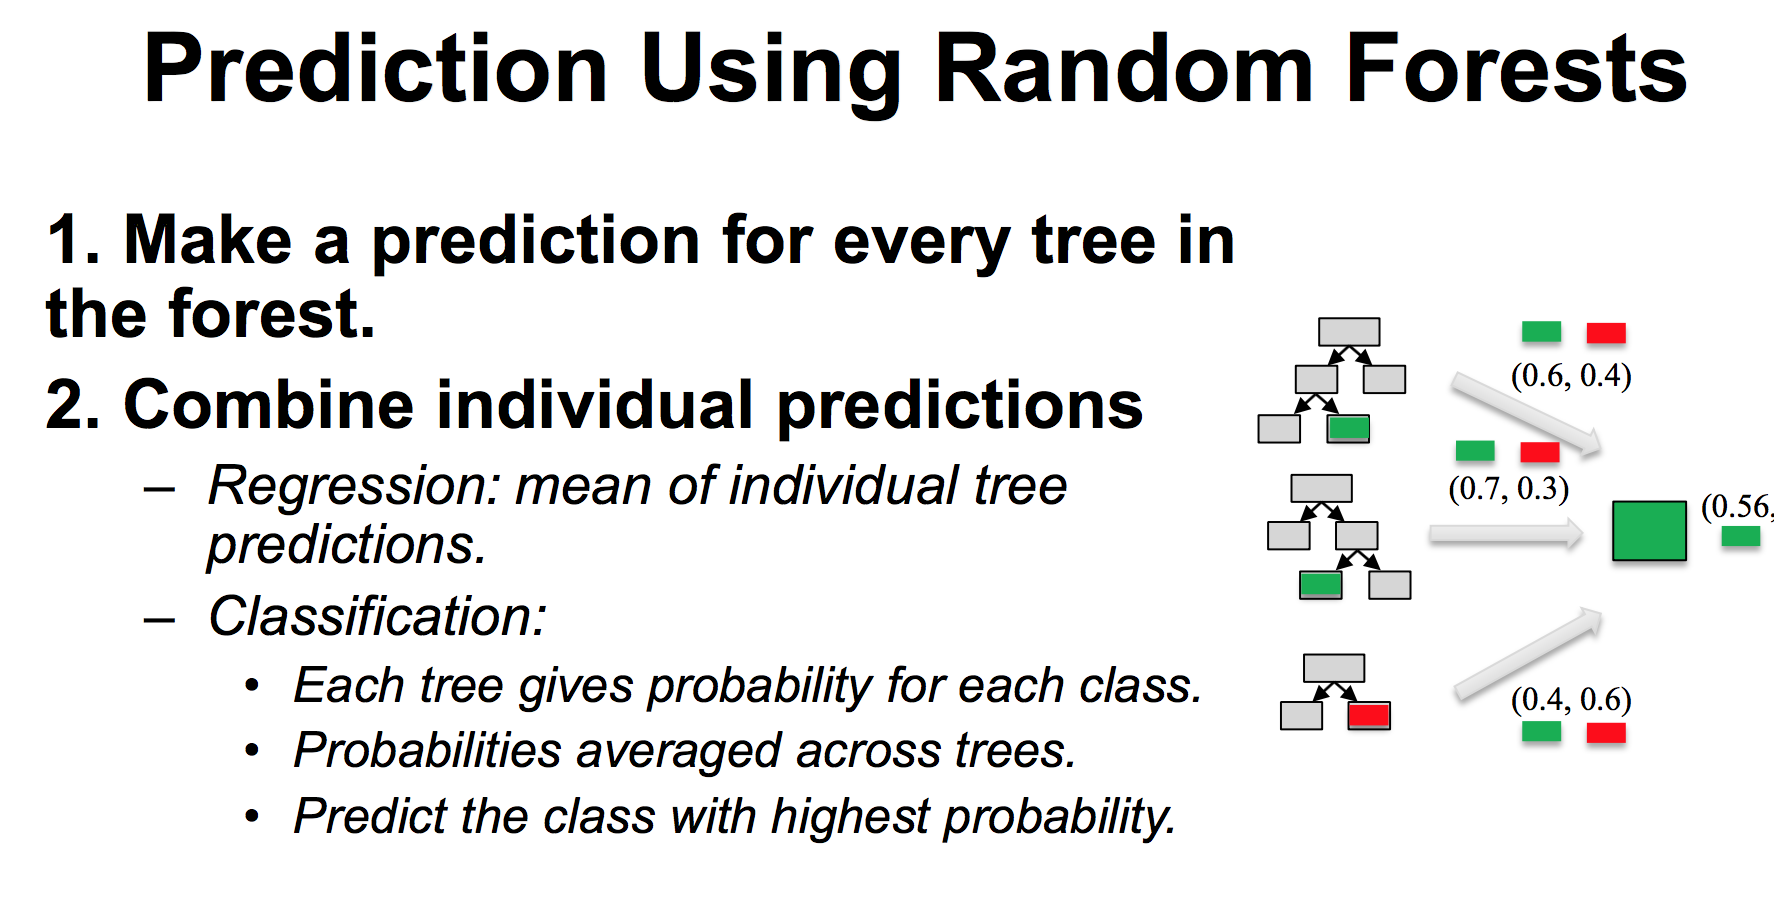 Prediction Using Random Forests
1. Make a prediction for every tree in
the forest.
2. Combine individual predictions
– Regression: mean of individual tree
predictions.
– Classification:
• Each tree gives probability for each class.
• Probabilities averaged across trees.
• Predict the class with highest probability.
(0.6, 0.4)
(0.7, 0.3)
(0.56,
(0.4, 0.6)